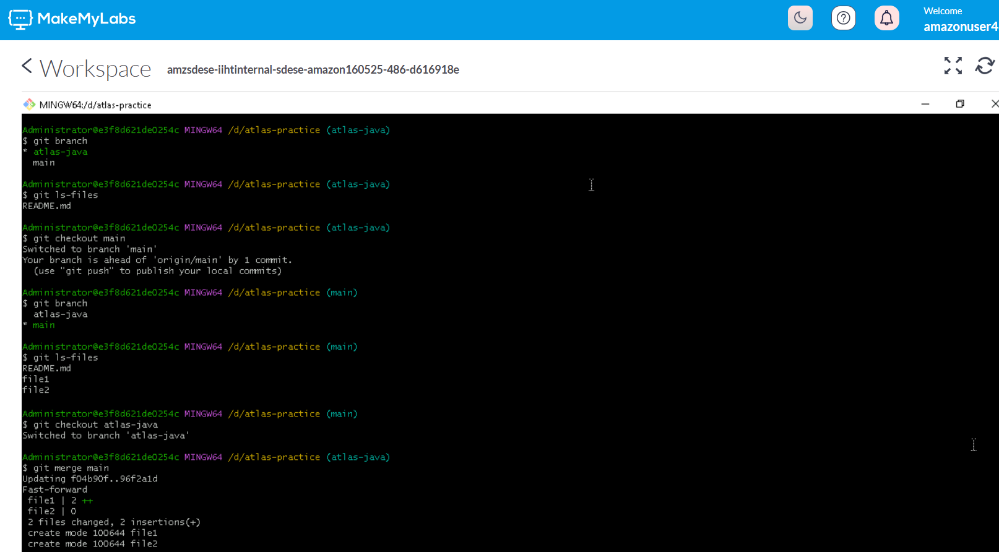 MakeMyLabs
Welcome
amazonuser4
Workspace amzsdese-iihtinternal-sdese-amazon160525-486-d616918e
MINGW64:/d/atlas-practice
Administrator@e3f8d621de0254c MINGW64 /d/atlas-practice (atlas-java)
$ git branch
* atlas-java
  main
Administrator@e3f8d621de0254c MINGW64 /d/atlas-practice (atlas-java)
$ git ls-files
README.md
Administrator@e3f8d621de0254c MINGW64 /d/atlas-practice (atlas-java)
$ git checkout main
Switched to branch 'main'
Your branch is ahead of 'origin/main' by 1 commit.
  (use "git push" to publish your local commits)
Administrator@e3f8d621de0254c MINGW64 /d/atlas-practice (main)
$ git branch
  atlas-java
* main
Administrator@e3f8d621de0254c MINGW64 /d/atlas-practice (main)
$ git ls-files
README.md
file1
file2
Administrator@e3f8d621de0254c MINGW64 /d/atlas-practice (main)
$ git checkout atlas-java
Switched to branch 'atlas-java'
Administrator@e3f8d621de0254c MINGW64 /d/atlas-practice (atlas-java)
$ git merge main
Updating f04b90f..96f2a1d
Fast-forward
 file1 | 2 ++
 file2 | 0
 2 files changed, 2 insertions(+)
 create mode 100644 file1
 create mode 100644 file2